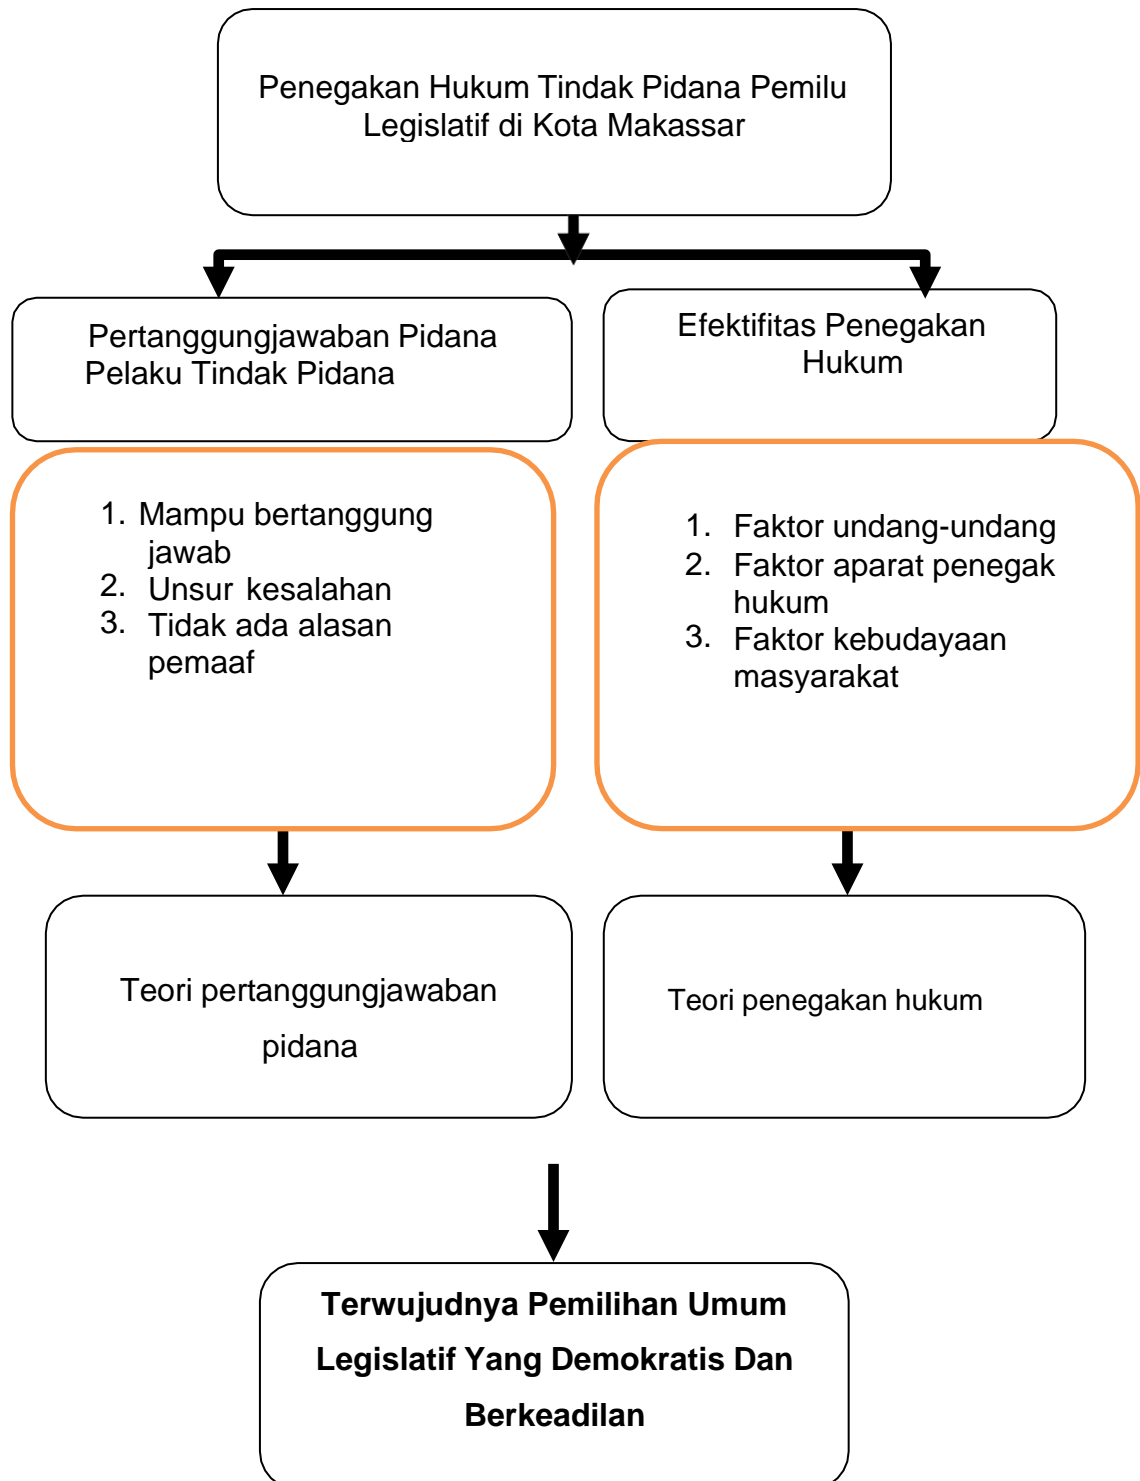 Penegakan Hukum Tindak Pidana Pemilu
Legislatif di Kota Makassar
Pertanggungjawaban Pidana
Pelaku Tindak Pidana
Efektifitas Penegakan
Hukum
1. Mampu bertanggung
jawab
2. Unsur kesalahan
3. Tidak ada alasan
pemaaf
1. Faktor undang-undang
2. Faktor aparat penegak
hukum
3. Faktor kebudayaan
masyarakat
Teori pertanggungjawaban
pidana
Teori penegakan hukum
Terwujudnya Pemilihan Umum
Legislatif Yang Demokratis Dan
Berkeadilan